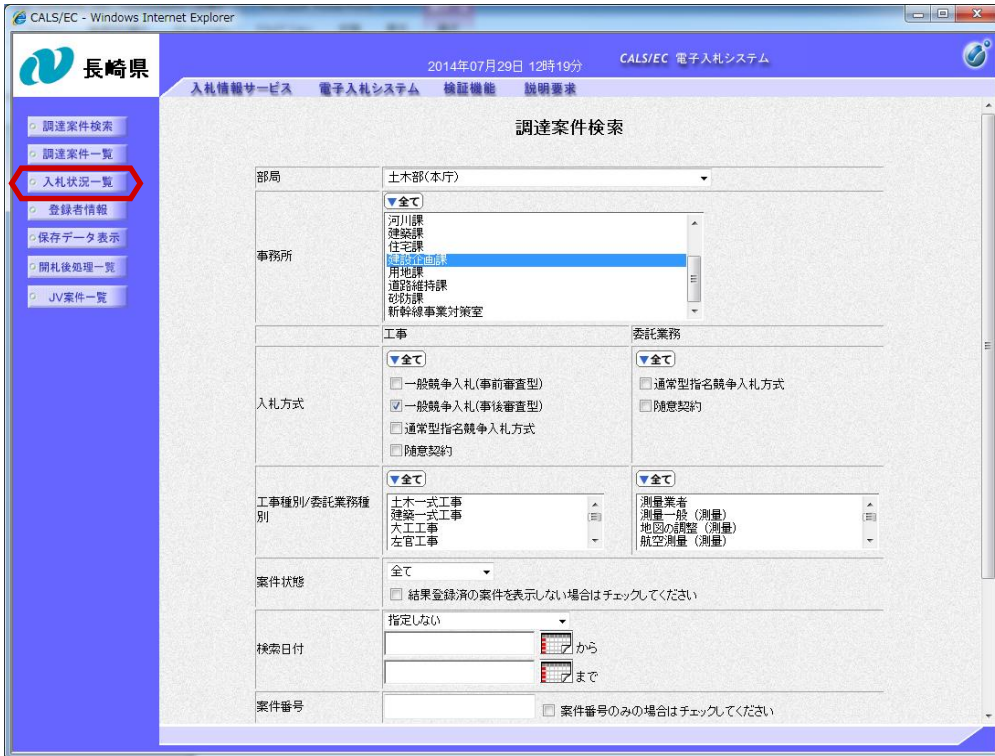 CALS/EC - Windows Internet Explorer
長崎県
2014年07月29日 12時19分
CALS/EC 電子入札システム
入札情報サービス 電子入札システム 検証機能 説明要求
調達案件検索
調達案件一覧
入札状況一覧
登録者情報
保存データ表示
開札後処理一覧
JV案件一覧
調達案件検索
部局 土木部(本庁)
事務所
▼全て
河川課
建築課
住宅課
建設企画課
用地課
道路維持課
砂防課
新幹線事業対策室
工事 委託業務
入札方式
▼全て ▼全て
一般競争入札(事前審査型) 通常型指名競争入札方式
一般競争入札(事後審査型) 随意契約
通常型指名競争入札方式
随意契約
工事種別/委託業務種別
▼全て ▼全て
土木一式工事 測量業者
建築一式工事 測量一般(測量)
大工工事 地図の調整(測量)
左官工事 航空測量(測量)
案件状態
全て
結果登録済の案件を表示しない場合はチェックしてください
検索日付
指定しない
から
まで
案件番号 案件番号のみの場合はチェックしてください